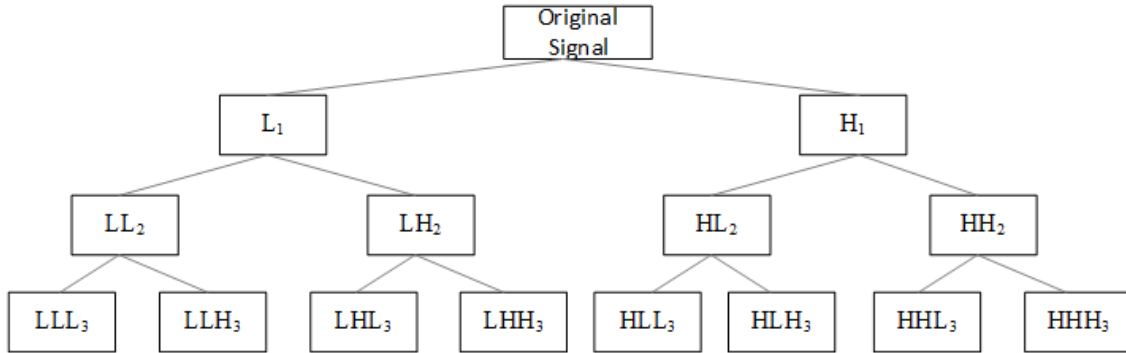 Original
Signal
L₁
H₁
LL₂
LH₂
HL₂
HH₂
LLL₃
LLH₃
LHL₃
LHH₃
HLL₃
HLH₃
HHL₃
HHH₃